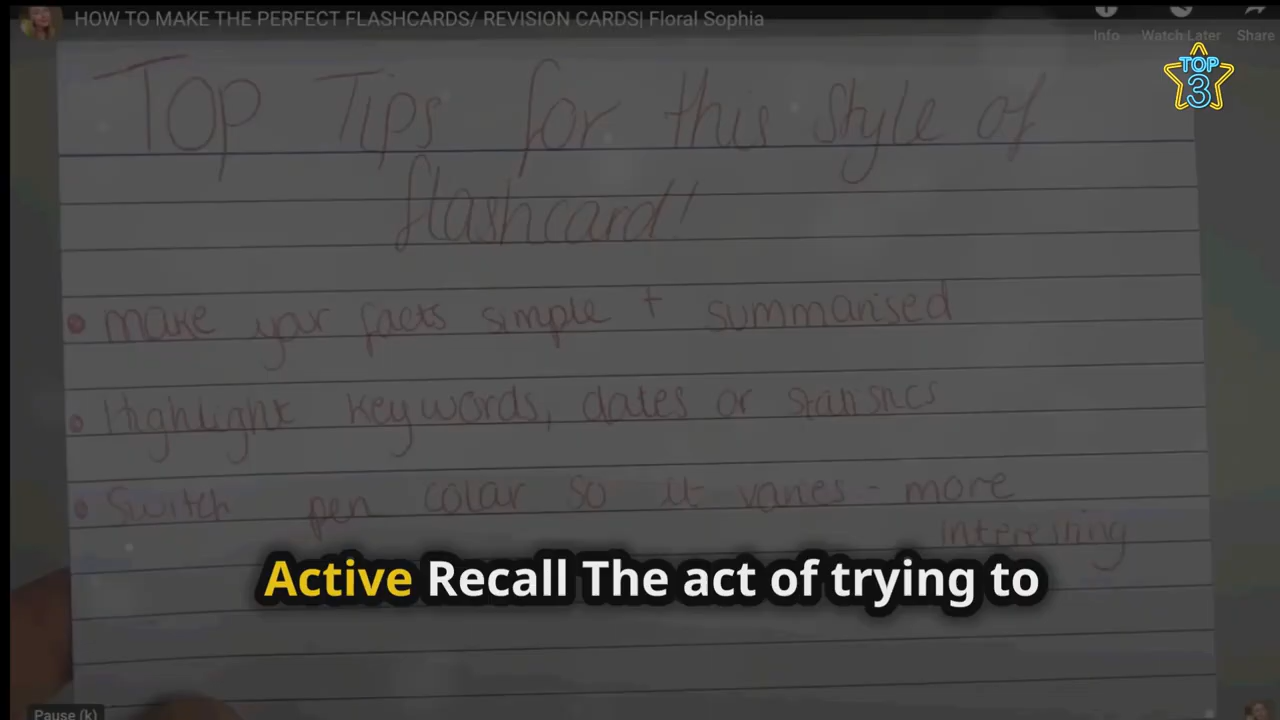 HOW TO MAKE THE PERFECT FLASHCARDS/ REVISION CARDS| Floral Sophia
Info
Watch Later
Share
TOP
3
Top Tips for this style of
flashcard!
• make your facts simple + summarised
• Highlight keywords, dates or statistics
• Switch pen colar so it varies - more
interesting
Active Recall The act of trying to
Pause (k)